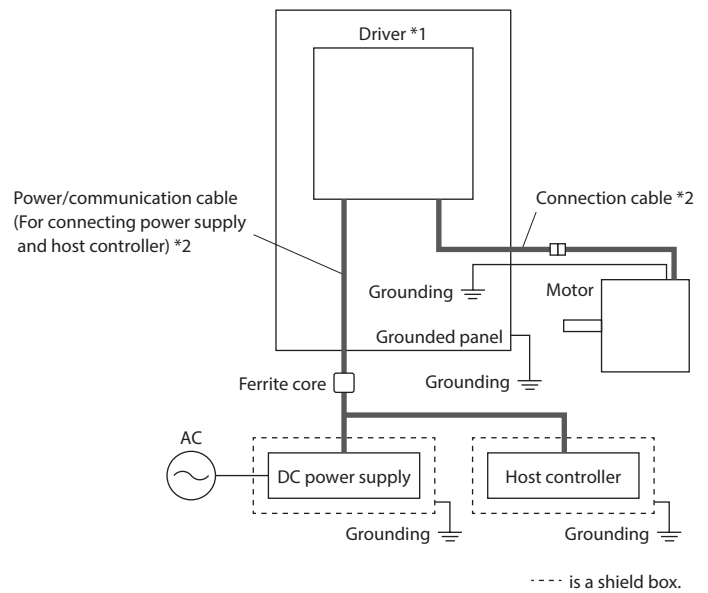 Driver *1
Power/communication cable
(For connecting power supply
and host controller) *2
Connection cable *2
Grounding
Motor
Grounded panel
Ferrite core
Grounding
AC
DC power supply
Host controller
Grounding
Grounding
is a shield box.